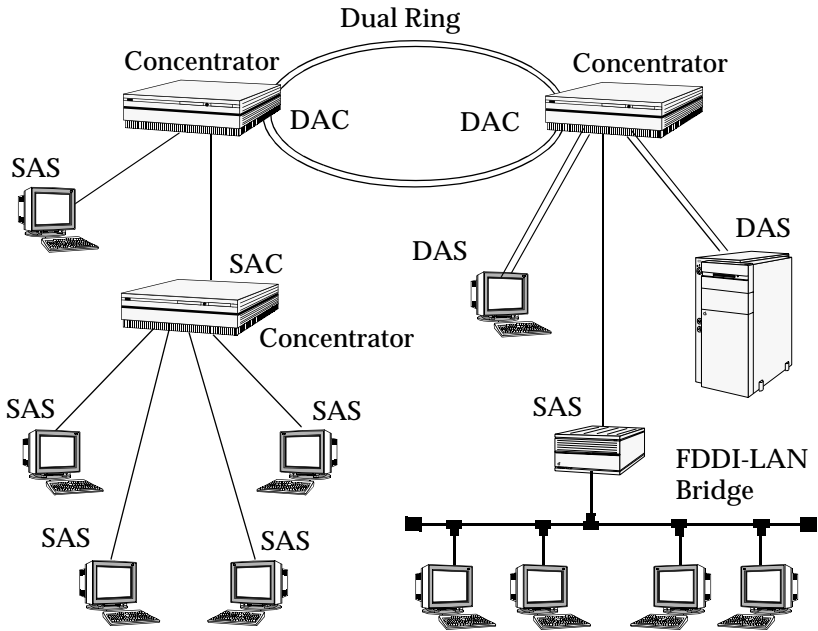 Dual Ring
Concentrator
Concentrator
DAC
DAC
SAS
DAS
DAS
SAC
Concentrator
SAS
SAS
SAS
FDDI-LAN
Bridge
SAS
SAS